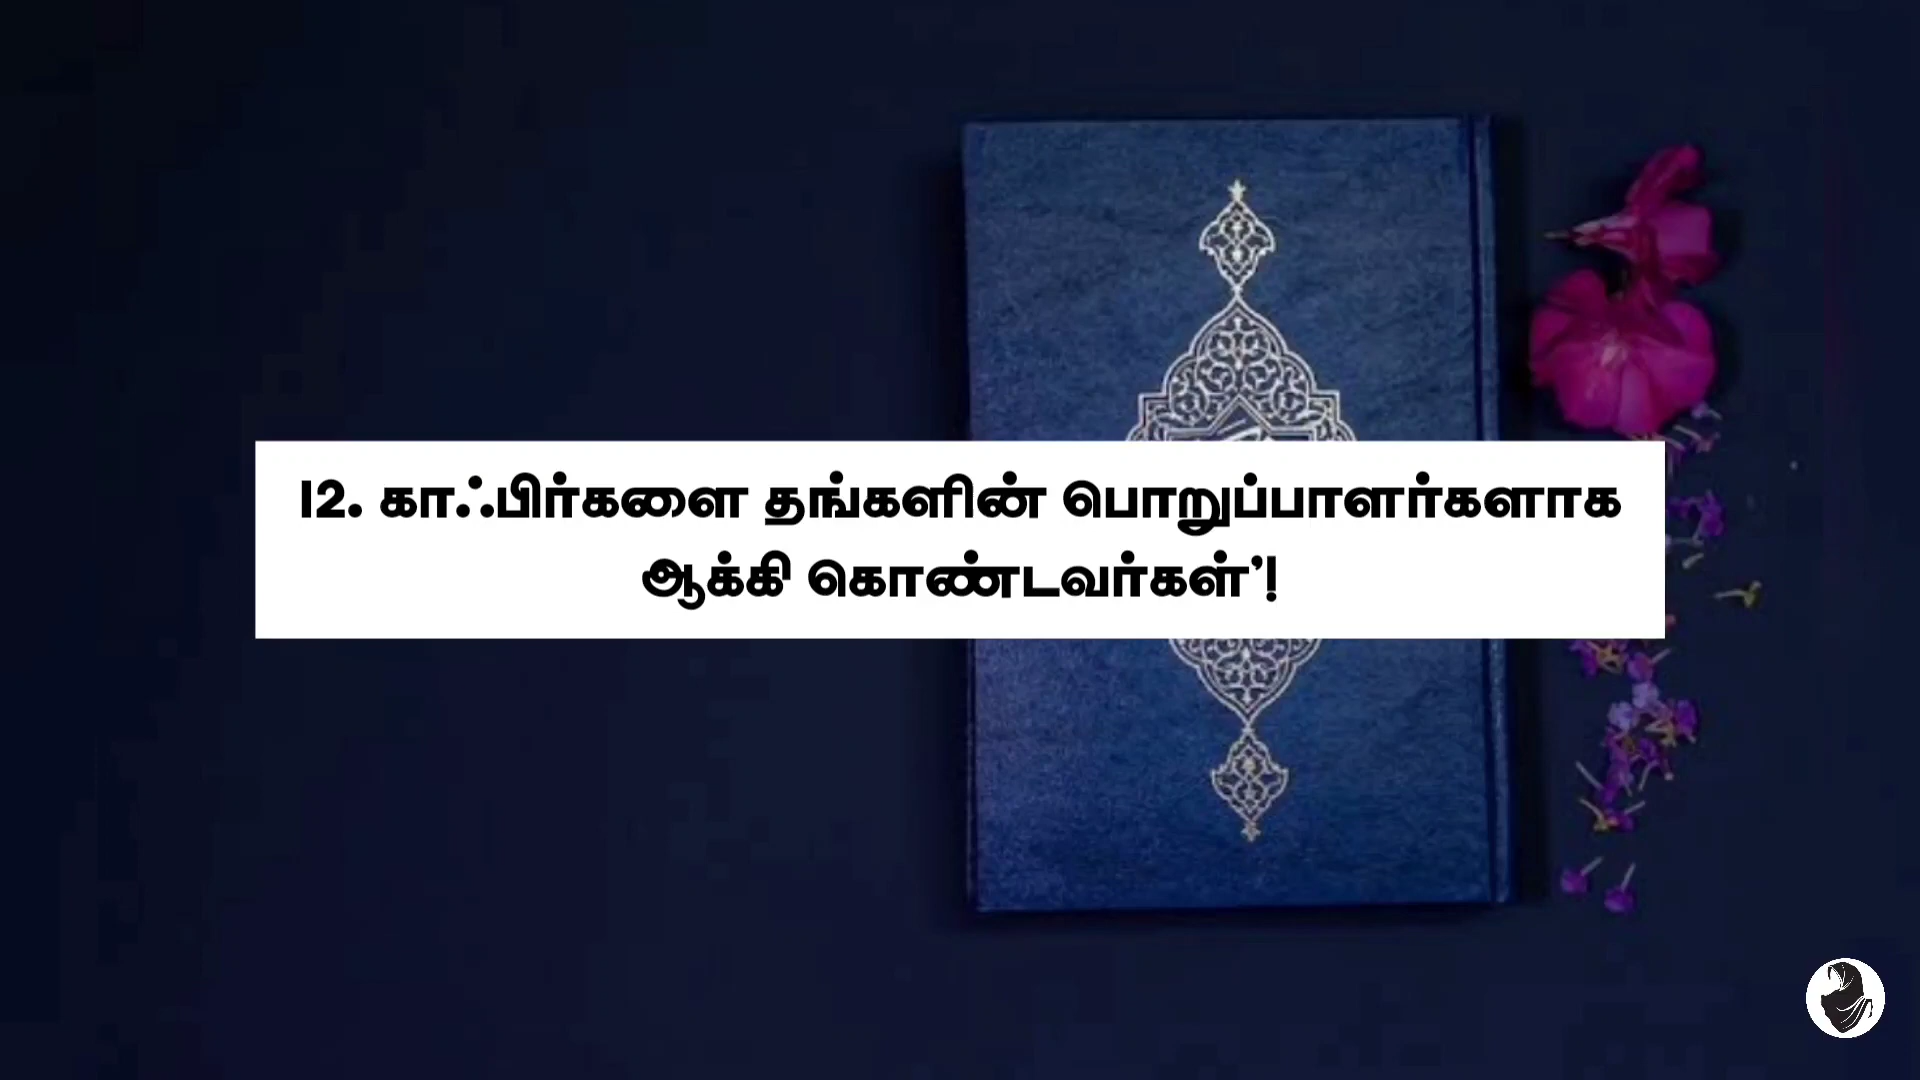 12. காஃபிர்களை தங்களின் பொறுப்பாளர்களாக
ஆக்கி கொண்டவர்கள்'!